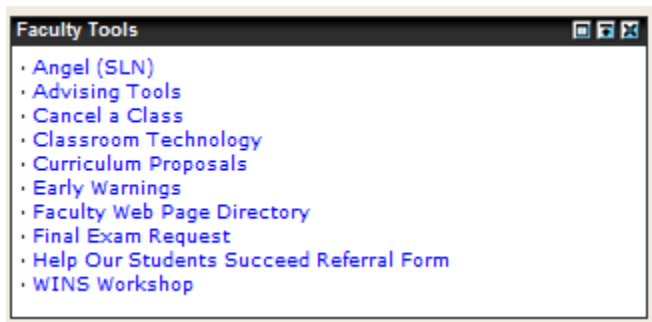 Faculty Tools
· Angel (SLN)
· Advising Tools
· Cancel a Class
· Classroom Technology
· Curriculum Proposals
· Early Warnings
· Faculty Web Page Directory
· Final Exam Request
· Help Our Students Succeed Referral Form
· WINS Workshop